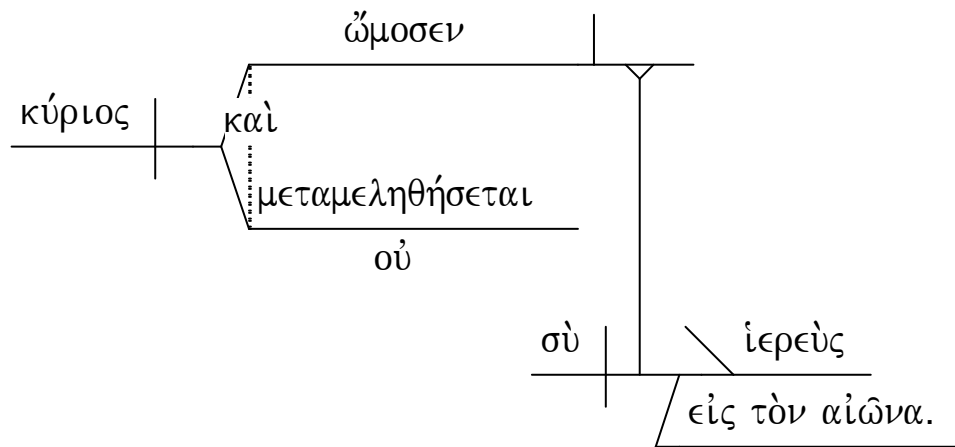 ὤμοσεν
κύριος
καὶ
μεταμεληθήσεται
οὐ
σὺ ἱερεὺς
εἰς τὸν αἰῶνα.